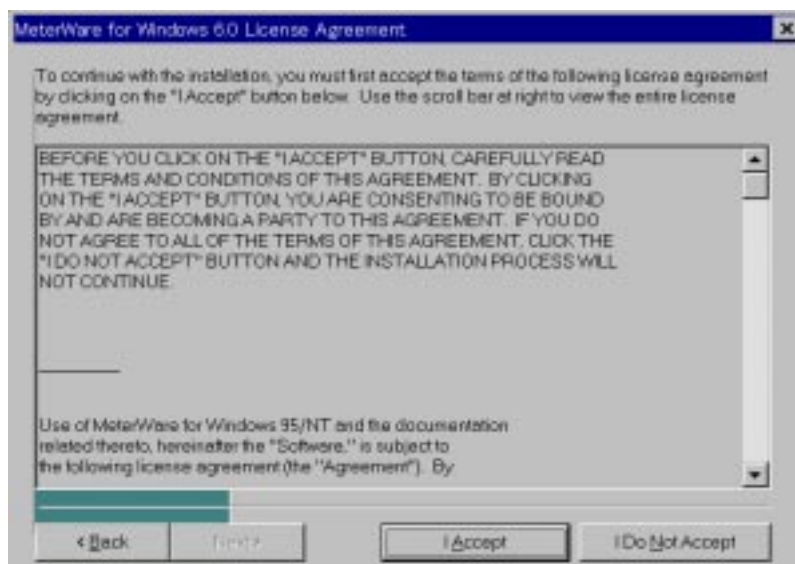 MeterWare for Windows 6.0 License Agreement
To continue with the installation, you must first accept the terms of the following license agreement
by clicking on the "I Accept" button below. Use the scroll bar at right to view the entire license
agreement.
BEFORE YOU CLICK ON THE "I ACCEPT" BUTTON, CAREFULLY READ
THE TERMS AND CONDITIONS OF THIS AGREEMENT. BY CLICKING
ON THE "I ACCEPT" BUTTON, YOU ARE CONSENTING TO BE BOUND
BY AND ARE BECOMING A PARTY TO THIS AGREEMENT. IF YOU DO
NOT AGREE TO ALL OF THE TERMS OF THIS AGREEMENT, CLICK THE
"I DO NOT ACCEPT" BUTTON AND THE INSTALLATION PROCESS WILL
NOT CONTINUE.
Use of MeterWare for Windows 95/NT and the documentation
related thereto, hereinafter the "Software," is subject to
the following license agreement (the "Agreement"). By
< Back
Next >
I Accept
I Do Not Accept